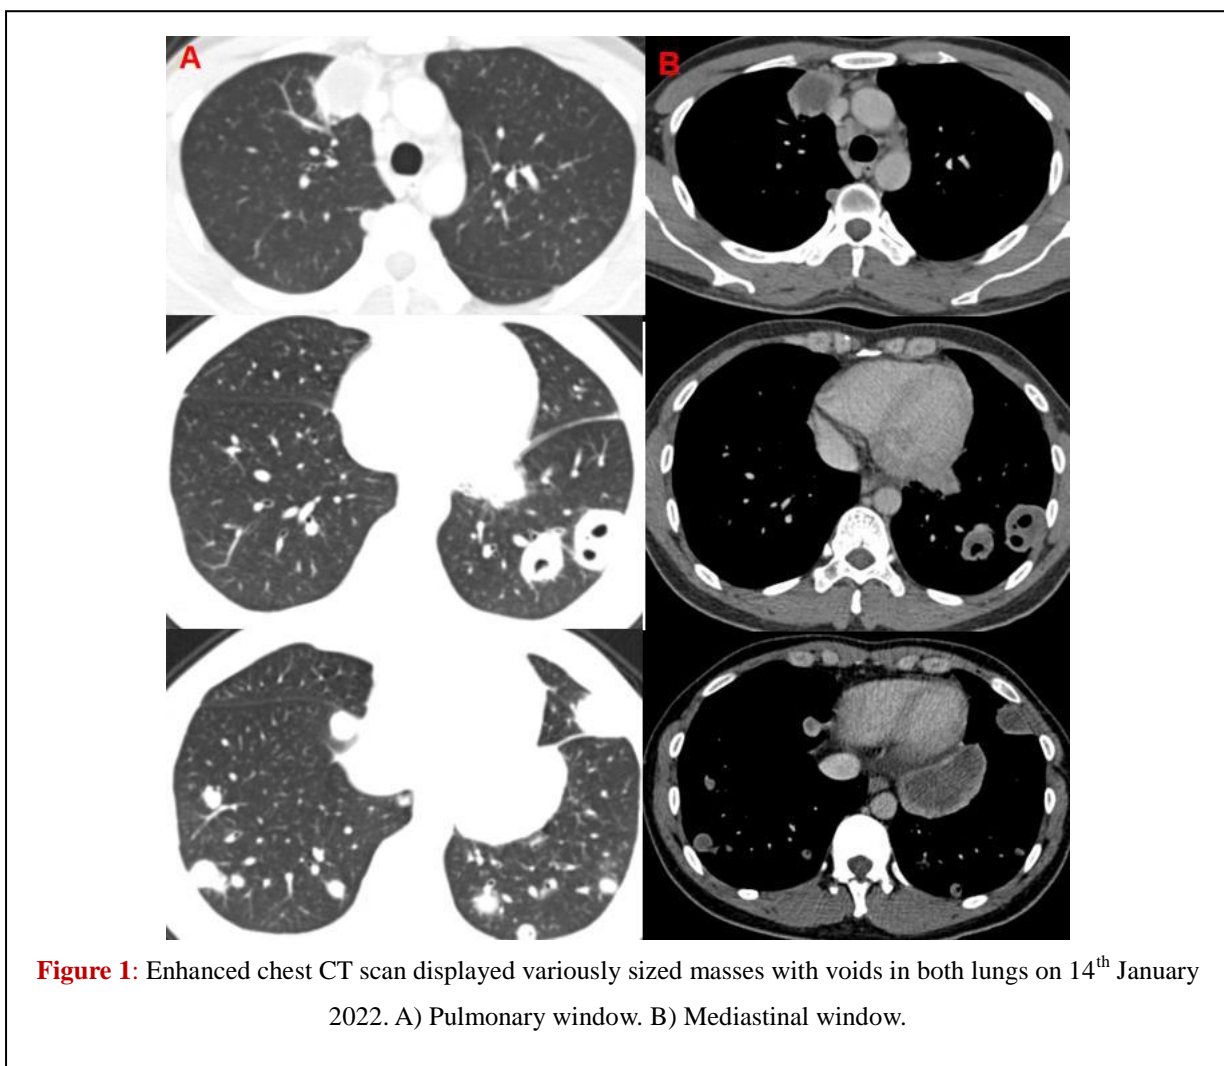 A
B
Figure 1: Enhanced chest CT scan displayed variously sized masses with voids in both lungs on 14th January
2022. A) Pulmonary window. B) Mediastinal window.